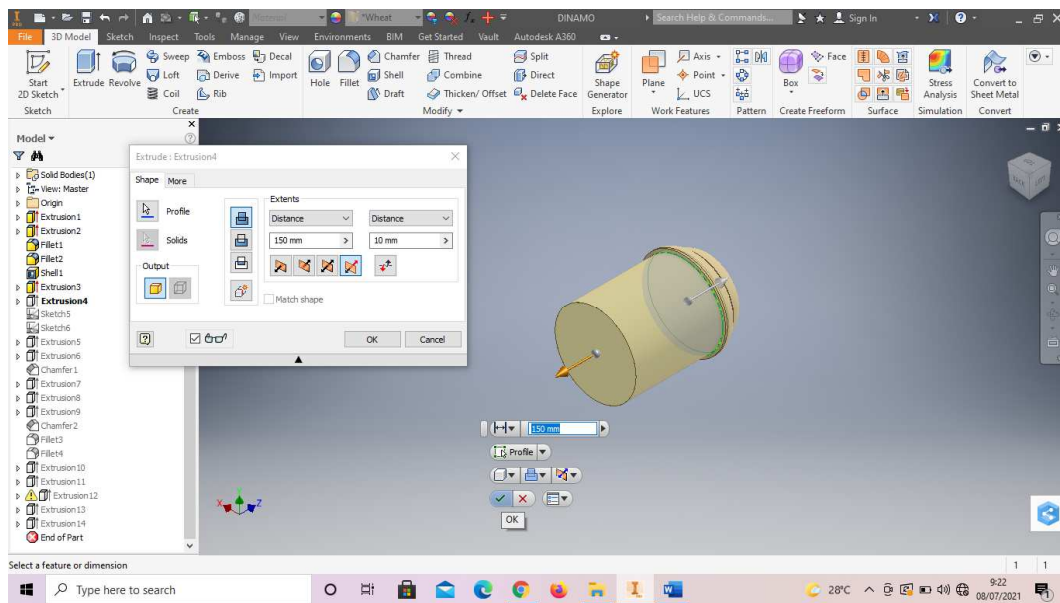 PRO
Material
*Wheat
DINAMO
Search Help & Commands...
Sign In
File 3D Model Sketch Inspect Tools Manage View Environments BIM Get Started Vault Autodesk A360
Start 2D Sketch
Extrude
Revolve
Sweep
Emboss
Decal
Loft
Derive
Import
Coil
Rib
Hole
Fillet
Chamfer
Thread
Split
Shell
Combine
Direct
Draft
Thicken/ Offset
Delete Face
Shape Generator
Plane
Axis
Point
UCS
Box
Face
Stress Analysis
Convert to Sheet Metal
Sketch Create Modify Explore Work Features Pattern Create Freeform Surface Simulation Convert
Model
Solid Bodies(1)
View: Master
Origin
Extrusion1
Extrusion2
Fillet1
Fillet2
Shell1
Extrusion3
Extrusion4
Sketch5
Sketch6
Extrusion5
Extrusion6
Chamfer1
Extrusion7
Extrusion8
Extrusion9
Chamfer2
Fillet3
Fillet4
Extrusion10
Extrusion11
Extrusion12
Extrusion13
Extrusion14
End of Part
Extrude : Extrusion4
Shape More
Profile
Solids
Output
Extents
Distance Distance
150 mm 10 mm
Match shape
OK Cancel
150 mm
Profile
OK
X Z
Select a feature or dimension
1 1
Type here to search
28°C
9:22
08/07/2021